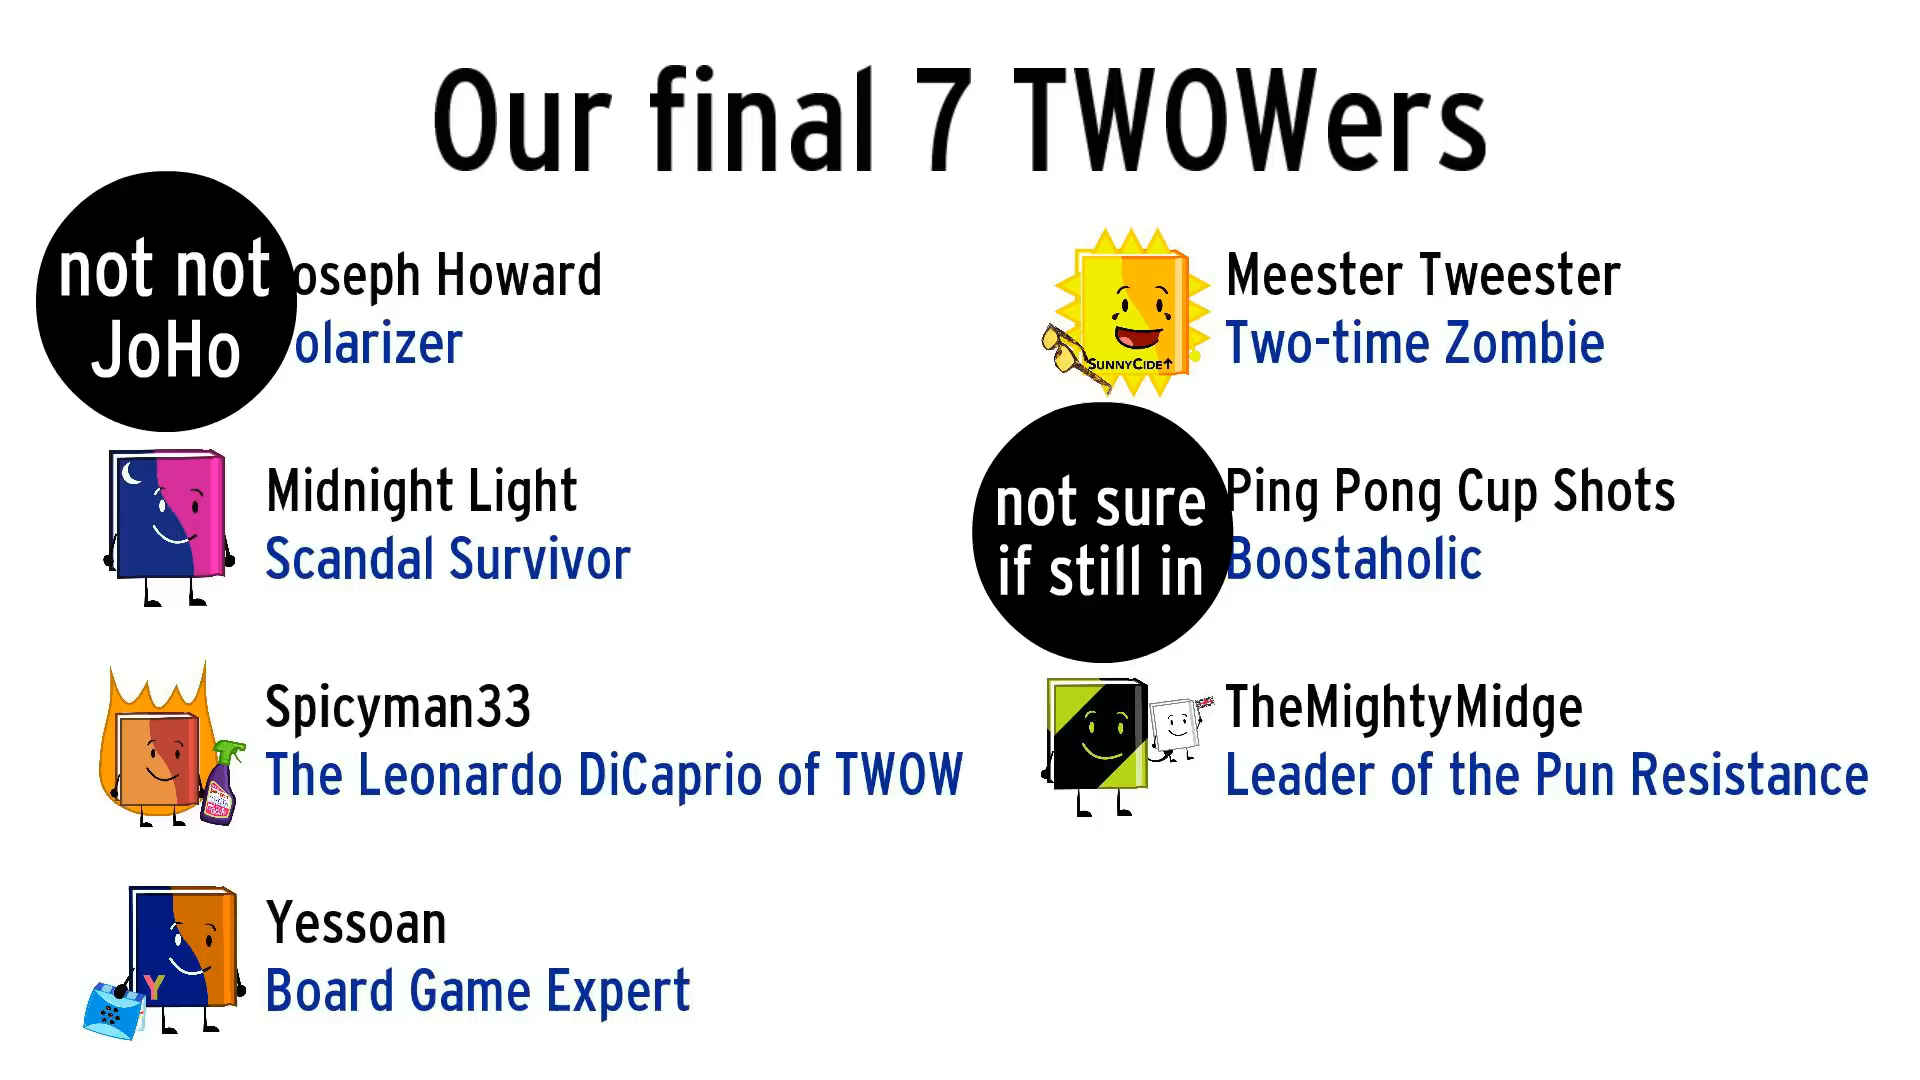 Our final 7 TWOWers
not not
JoHo
oseph Howard
olarizer
Midnight Light
Scandal Survivor
Spicyman33
The Leonardo DiCaprio of TWOW
Y
Yessoan
Board Game Expert
SUNNYCIDE↑
Meester Tweester
Two-time Zombie
not sure
if still in
Ping Pong Cup Shots
Boostaholic
TheMightyMidge
Leader of the Pun Resistance